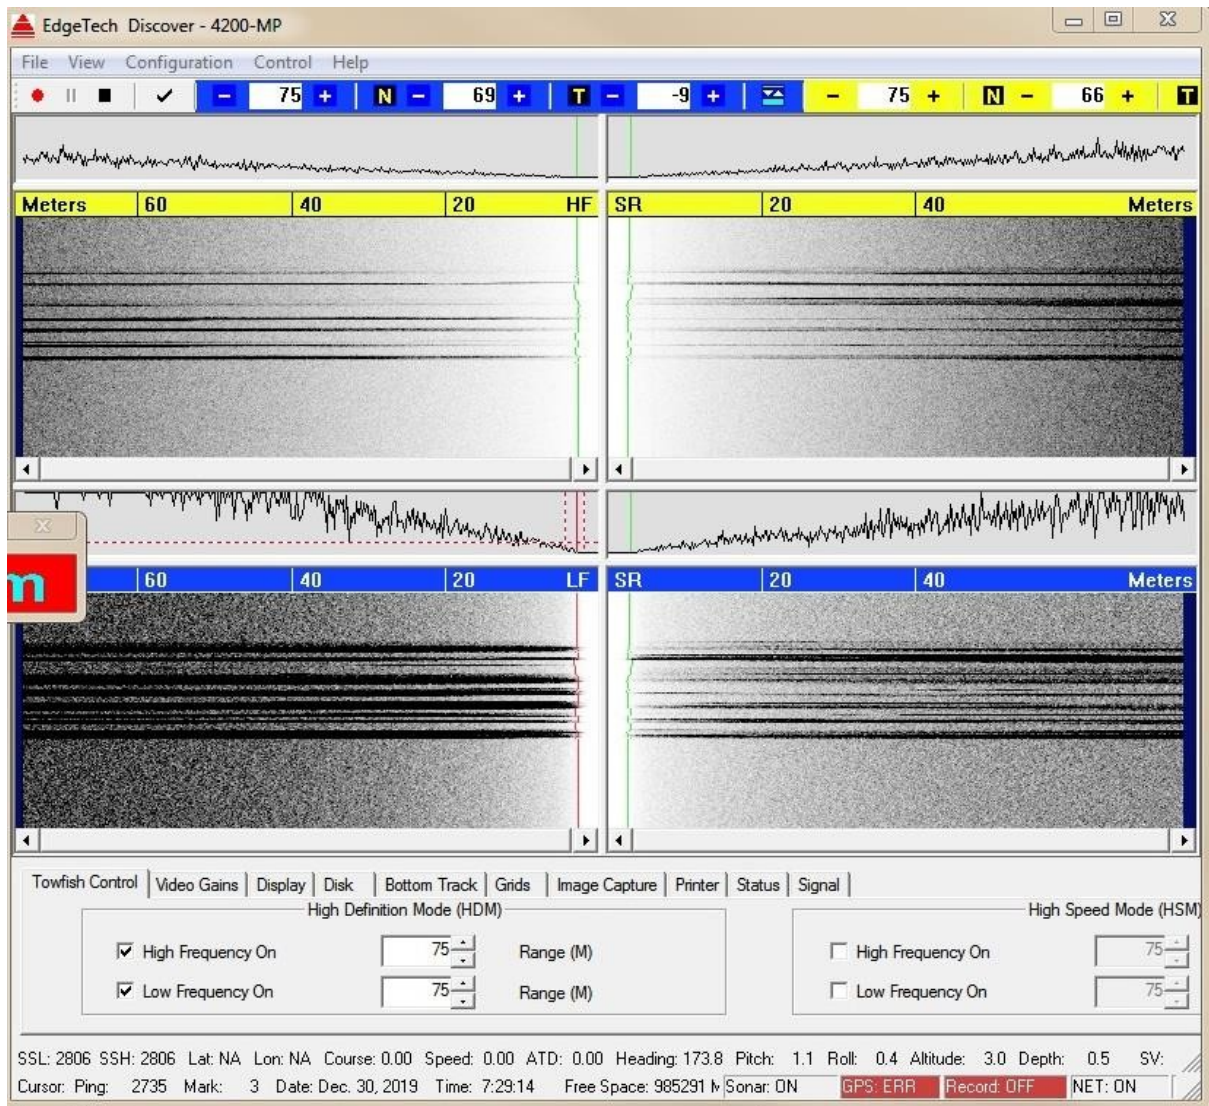 EdgeTech Discover - 4200-MP
File View Configuration Control Help
75 N 69 T -9 75 N 66 T
Meters 60 40 20 HF SR 20 40 Meters
m 60 40 20 LF SR 20 40 Meters
Towfish Control Video Gains Display Disk Bottom Track Grids Image Capture Printer Status Signal
High Definition Mode (HDM) High Speed Mode (HSM)
High Frequency On 75 Range (M) High Frequency On 75
Low Frequency On 75 Range (M) Low Frequency On 75
SSL: 2806 SSH: 2806 Lat: NA Lon: NA Course: 0.00 Speed: 0.00 ATD: 0.00 Heading: 173.8 Pitch: 1.1 Roll: 0.4 Altitude: 3.0 Depth: 0.5 SV:
Cursor: Ping: 2735 Mark: 3 Date: Dec. 30, 2019 Time: 7:29:14 Free Space: 985291 Sonar: ON GPS: ERR Record: OFF NET: ON